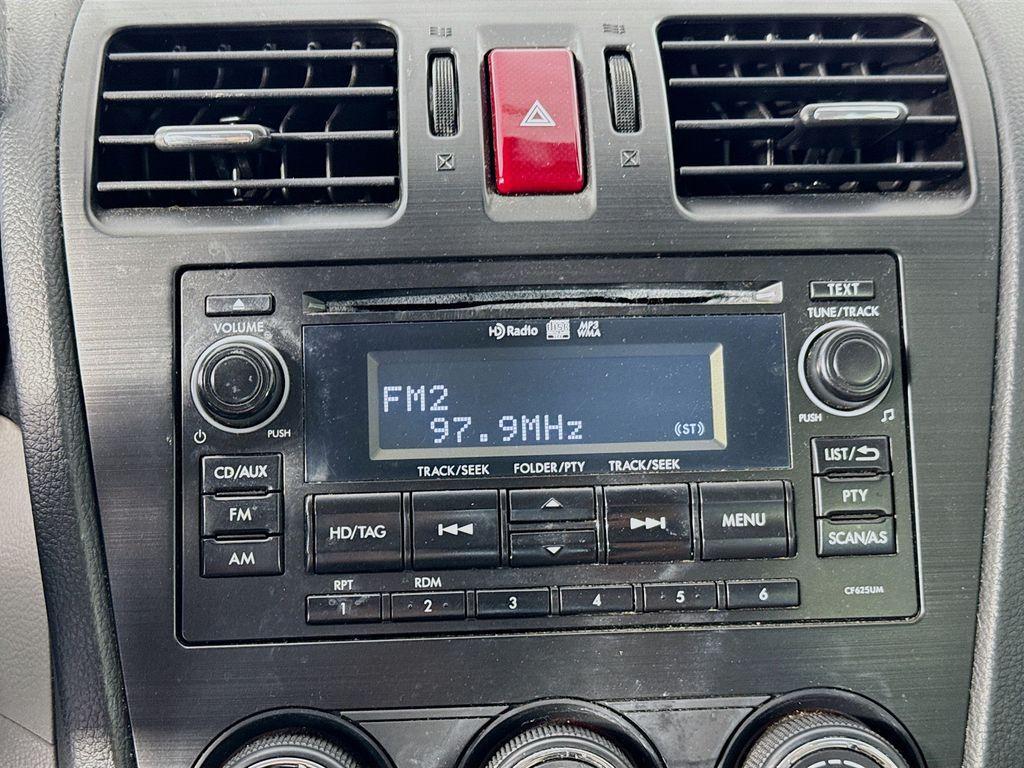 TEXT
VOLUME
TUNE/TRACK
HD Radio
MP3
WMA
FM2
97.9MHz
(ST)
PUSH
PUSH
TRACK/SEEK
FOLDER/PTY
TRACK/SEEK
CD/AUX
FM
AM
HD/TAG
MENU
LIST/
PTY
SCAN/A.S
RPT
RDM
1
2
3
4
5
6
CF625UM